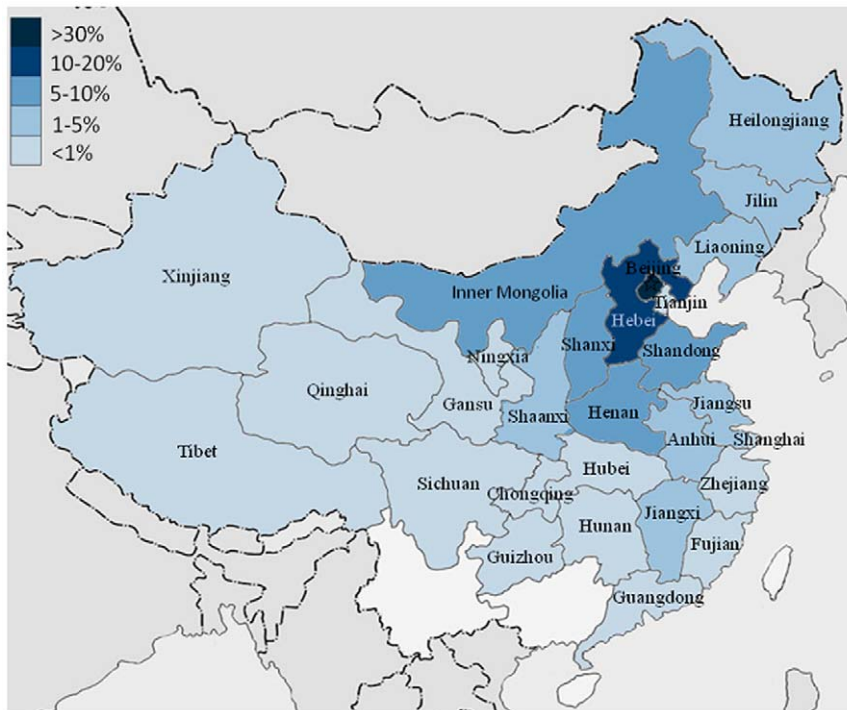 >30%
10-20%
5-10%
1-5%
<1%
Heilongjiang
Jilin
Liaoning
Xinjiang
Beijing
Inner Mongolia
Tianjin
Hebei
Shanxi
Shandong
Ningxia
Qinghai
Gansu
Shaanxi
Henan
Jiangsu
Anhui
Shanghai
Tibet
Hubei
Sichuan
Zhejiang
Chongqing
Jiangxi
Hunan
Fujian
Guizhou
Guangdong